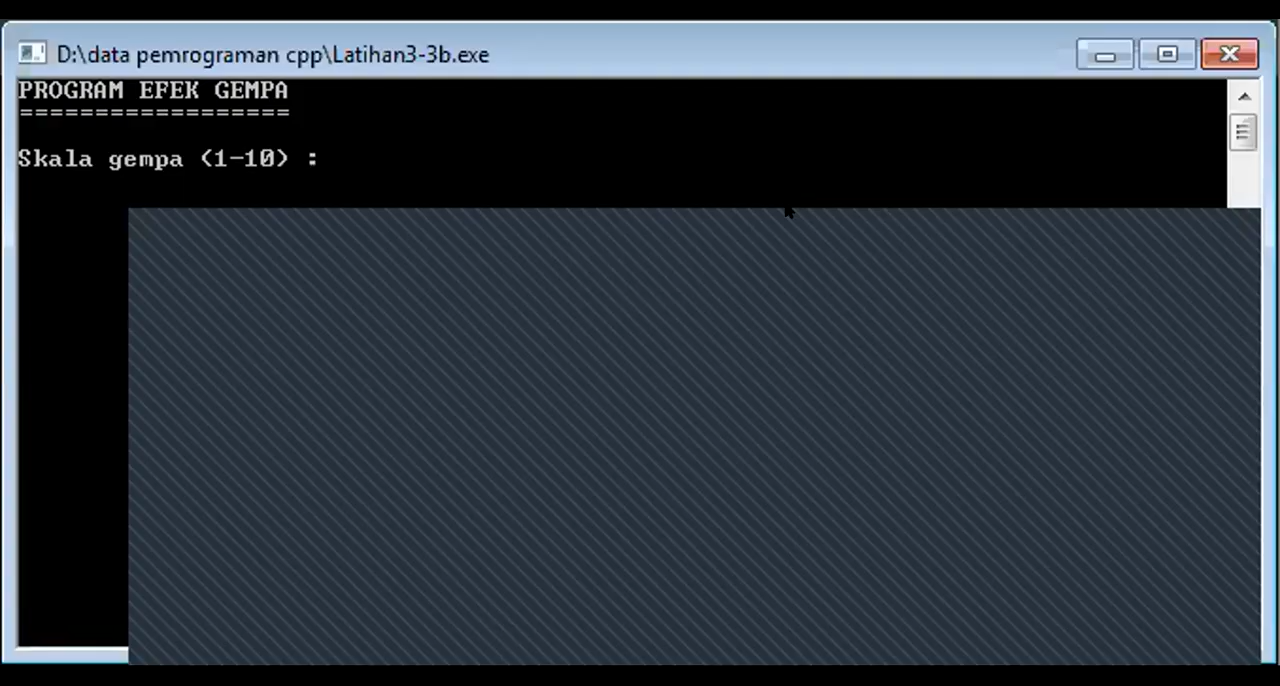 D:\data pemrograman cpp\Latihan3-3b.exe
PROGRAM EFEK GEMPA
==================
Skala gempa (1-10) :